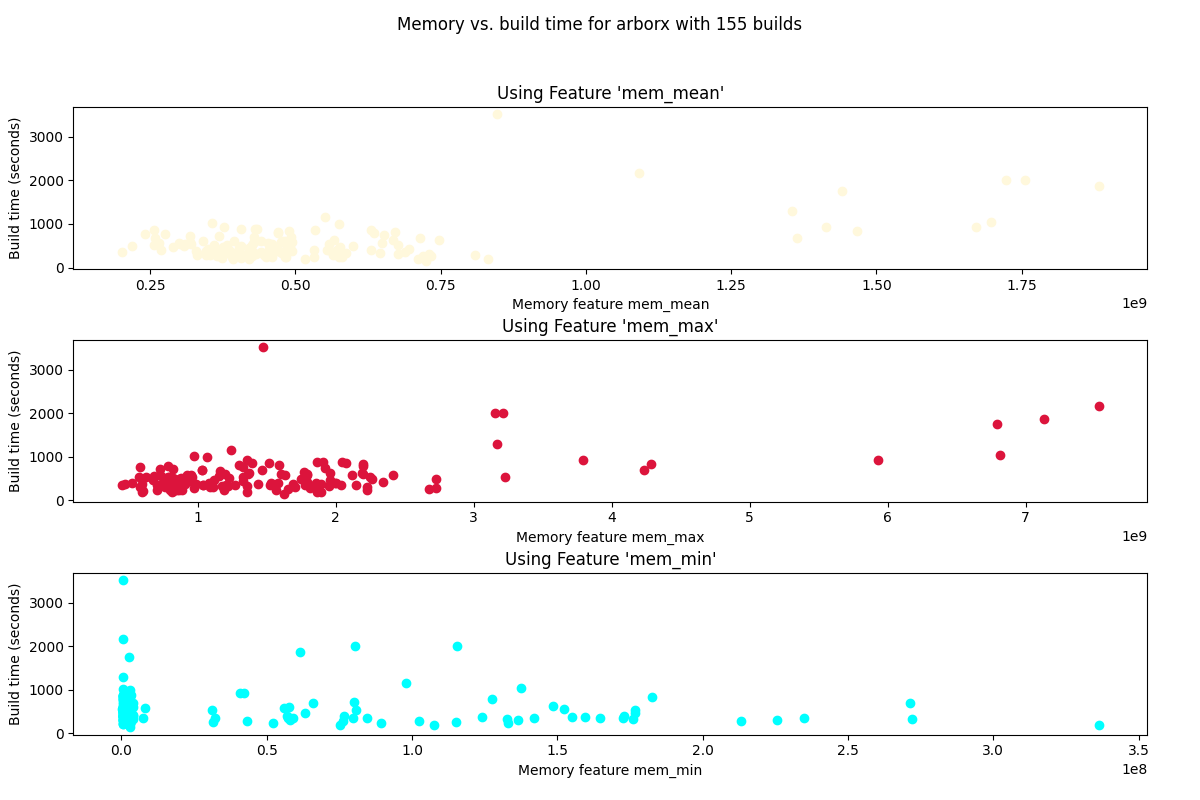 Memory vs. build time for arborx with 155 builds
Using Feature 'mem_mean'
Build time (seconds)
3000
2000
1000
0
0.25 0.50 0.75 1.00 1.25 1.50 1.75
1e9
Memory feature mem_mean
Using Feature 'mem_max'
Build time (seconds)
3000
2000
1000
0
1 2 3 4 5 6 7
1e9
Memory feature mem_max
Using Feature 'mem_min'
Build time (seconds)
3000
2000
1000
0
0.0 0.5 1.0 1.5 2.0 2.5 3.0 3.5
1e8
Memory feature mem_min